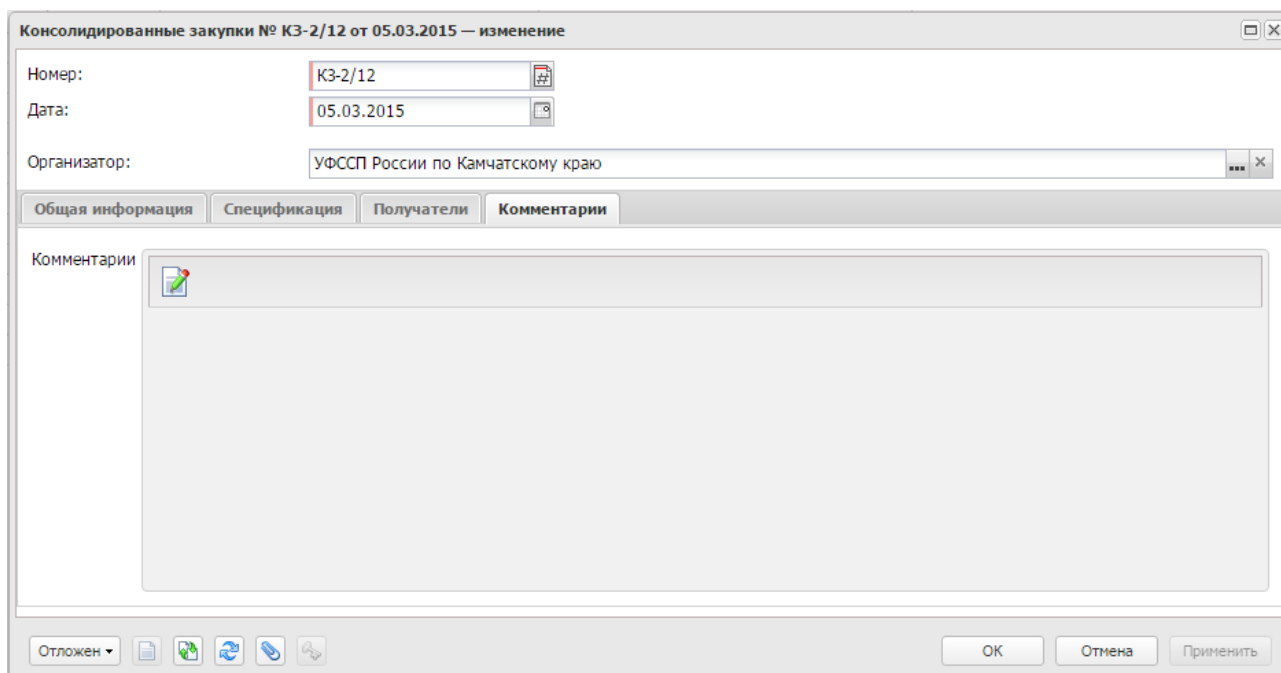 Консолидированные закупки № КЗ-2/12 от 05.03.2015 — изменение
Номер: КЗ-2/12
Дата: 05.03.2015
Организатор: УФССП России по Камчатскому краю
Общая информация Спецификация Получатели Комментарии
Комментарии
Отложен ОК Отмена Применить